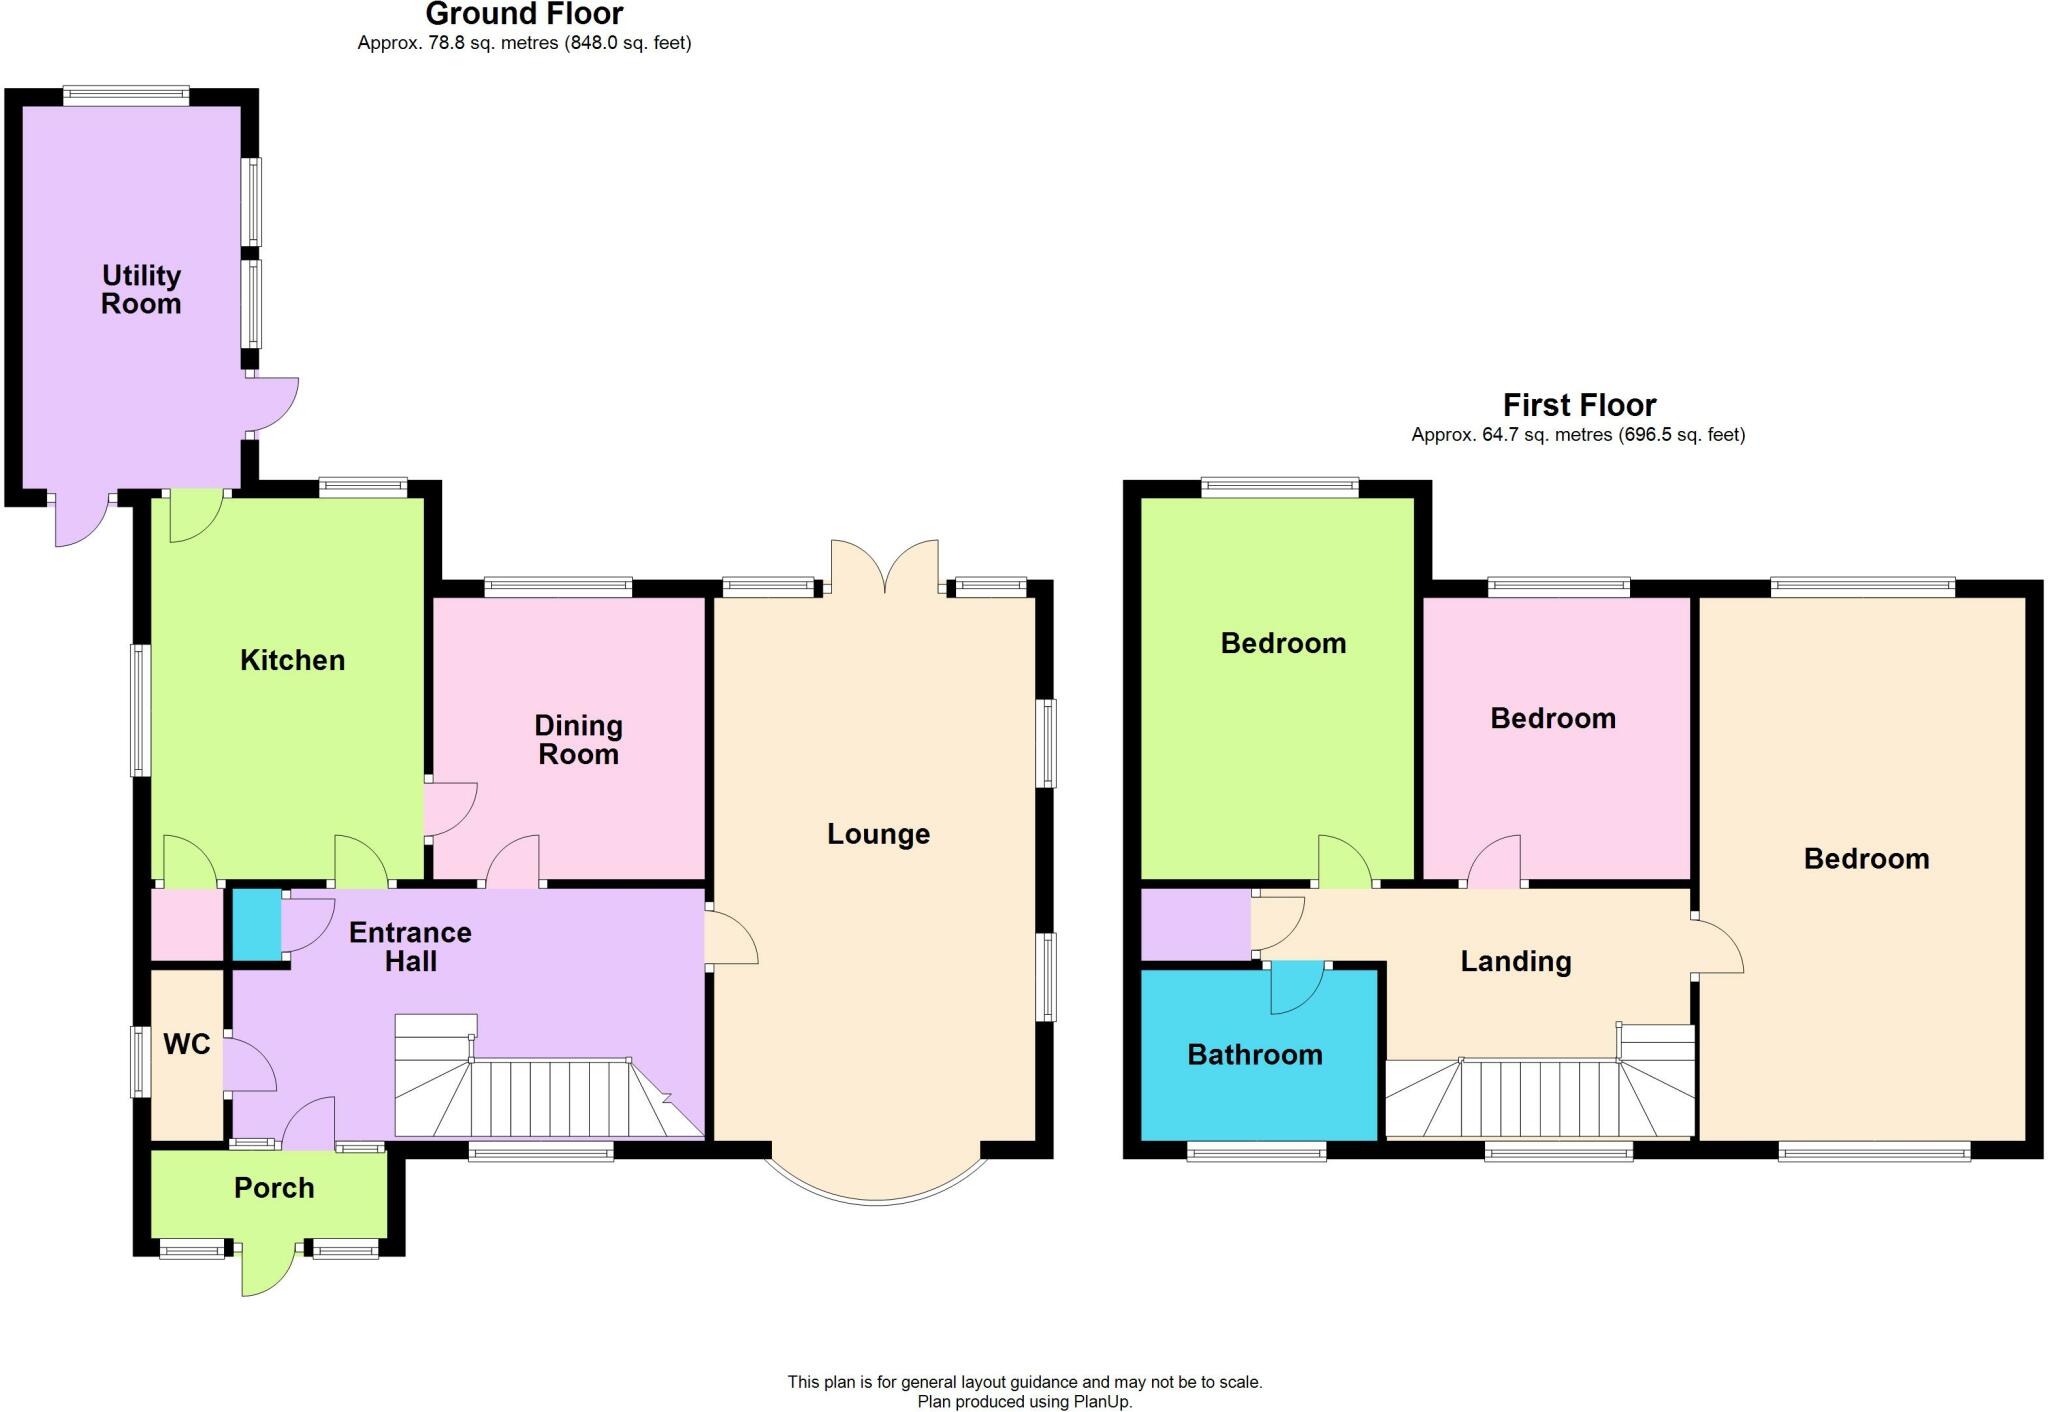 Ground Floor
Approx. 78.8 sq. metres (848.0 sq. feet)
Utility
Room
Kitchen
Dining
Room
Lounge
Entrance
Hall
WC
Porch
First Floor
Approx. 64.7 sq. metres (696.5 sq. feet)
Bedroom
Bedroom
Bedroom
Landing
Bathroom
This plan is for general layout guidance and may not be to scale.
Plan produced using PlanUp.